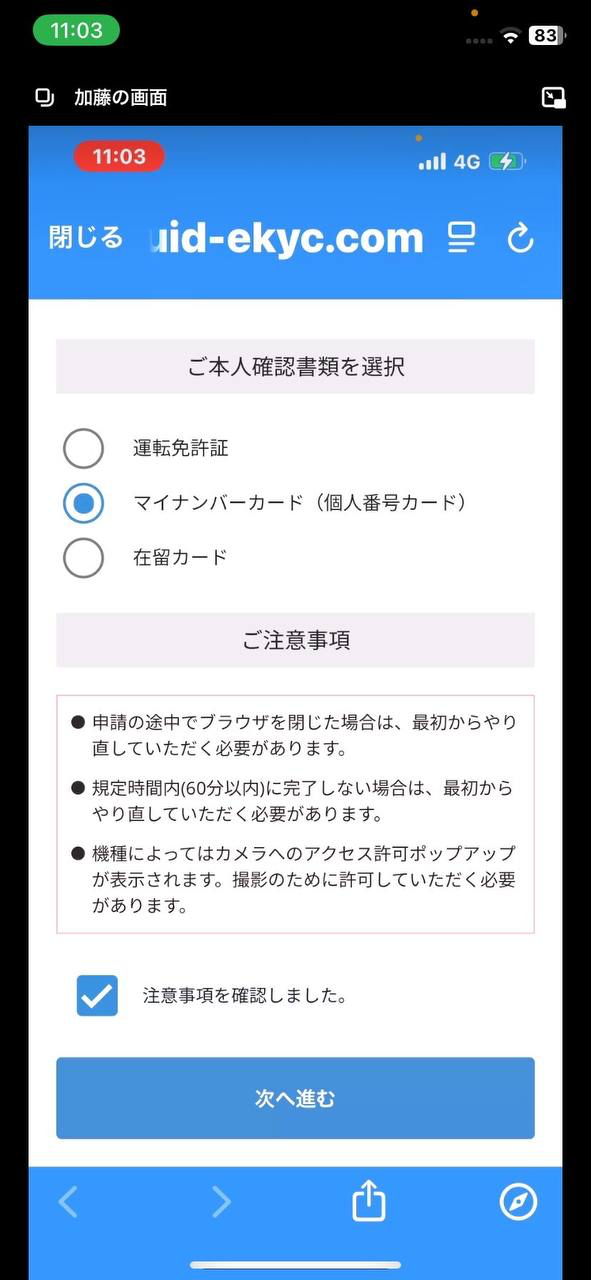 11:03
83
加藤の画面
11:03
4G
閉じる
uid-ekyc.com
ご本人確認書類を選択
運転免許証
マイナンバーカード（個人番号カード）
在留カード
ご注意事項
● 申請の途中でブラウザを閉じた場合は、最初からやり
直していただく必要があります。
● 規定時間内(60分以内)に完了しない場合は、最初から
やり直していただく必要があります。
● 機種によってはカメラへのアクセス許可ポップアップ
が表示されます。撮影のために許可していただく必要
があります。
注意事項を確認しました。
次へ進む